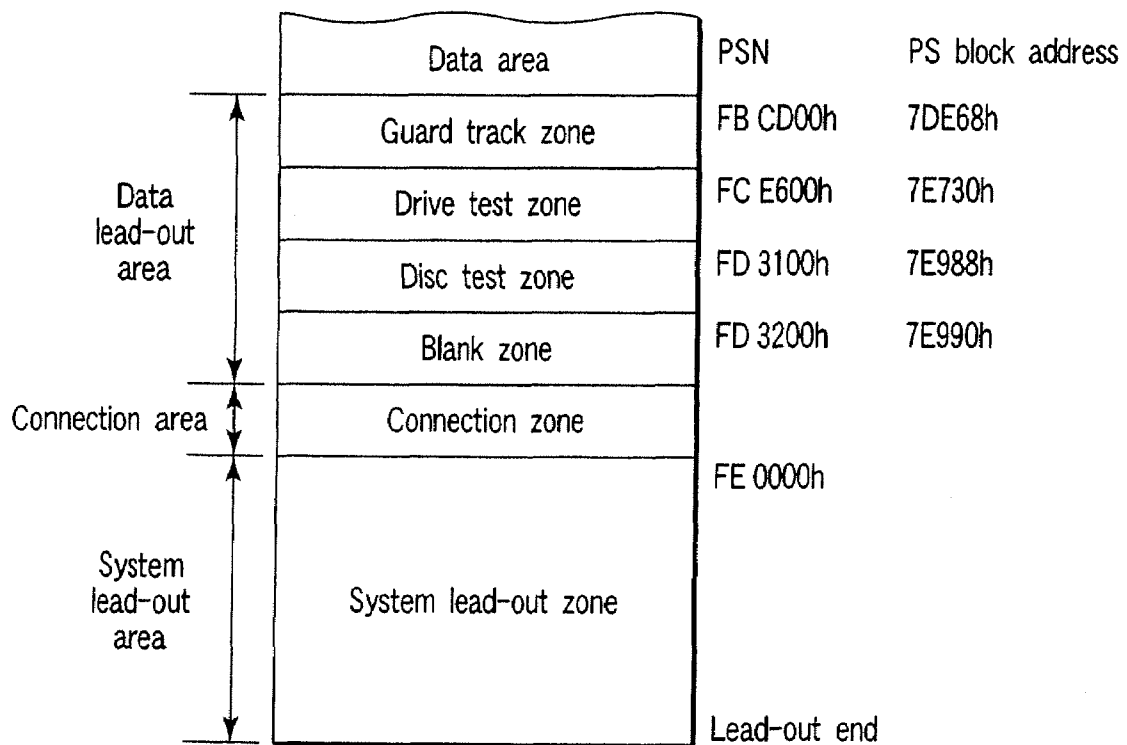 Data area PSN PS block address
Guard track zone FB CD00h 7DE68h
Data
lead-out
area
Drive test zone FC E600h 7E730h
Disc test zone FD 3100h 7E988h
Blank zone FD 3200h 7E990h
Connection area Connection zone
FE 0000h
System
lead-out
area
System lead-out zone
Lead-out end